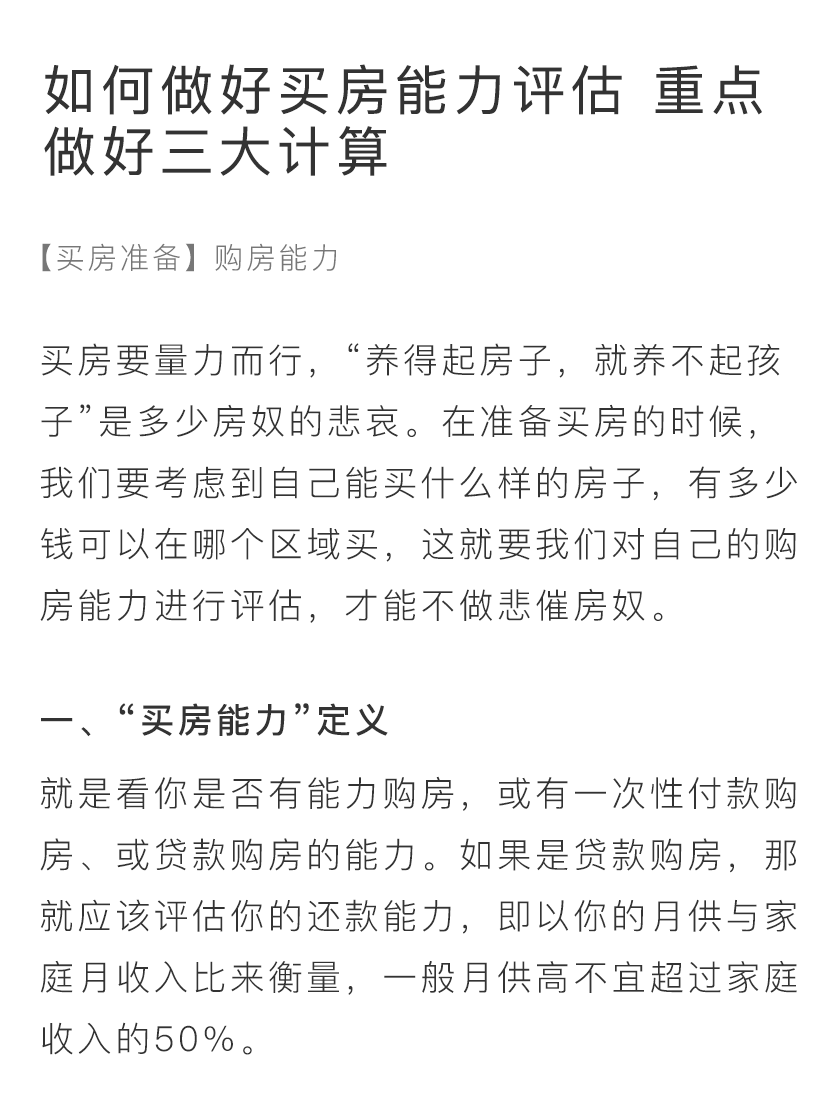 如何做好买房能力评估 重点
做好三大计算
【买房准备】购房能力
买房要量力而行，“养得起房子，就养不起孩
子”是多少房奴的悲哀。在准备买房的时候，
我们要考虑到自己能买什么样的房子，有多少
钱可以在哪个区域买，这就要我们对自己的购
房能力进行评估，才能不做悲催房奴。
一、“买房能力”定义
就是看你是否有能力购房，或有一次性付款购
房、或贷款购房的能力。如果是贷款购房，那
就应该评估你的还款能力，即以你的月供与家
庭月收入比来衡量，一般月供高不宜超过家庭
收入的50%。